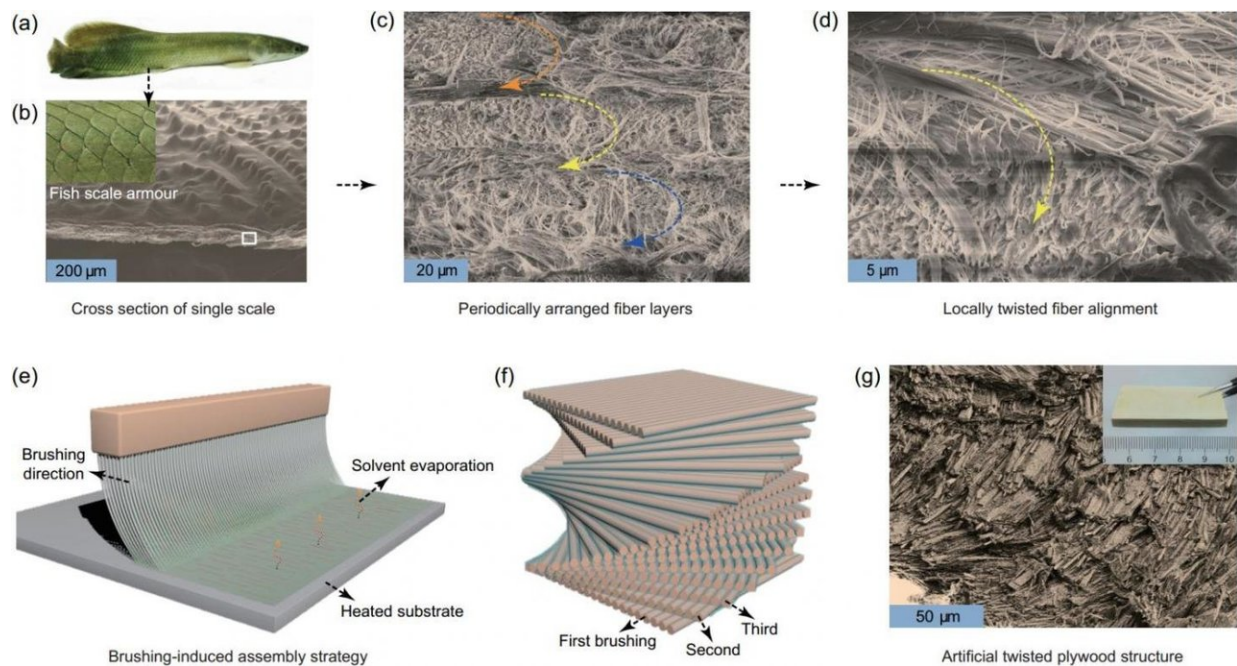 (a)
(b)
Fish scale armour
200 µm
Cross section of single scale
(c)
20 µm
Periodically arranged fiber layers
(d)
5 µm
Locally twisted fiber alignment
(e)
Brushing
direction
Solvent evaporation
Heated substrate
Brushing-induced assembly strategy
(f)
First brushing
Second
Third
(g)
6 7 8 9 10
50 µm
Artificial twisted plywood structure